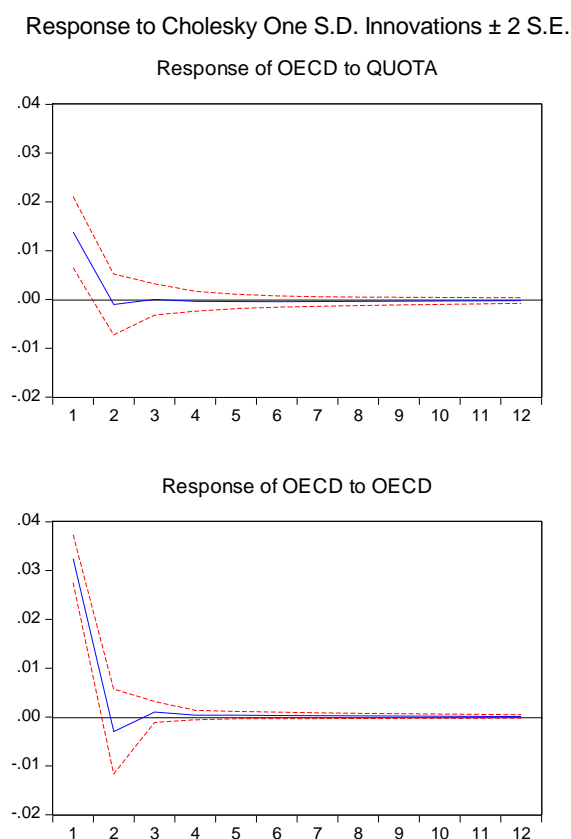 Response to Cholesky One S.D. Innovations ± 2 S.E.
Response of OECD to QUOTA
.04
.03
.02
.01
.00
-.01
-.02
1 2 3 4 5 6 7 8 9 10 11 12
Response of OECD to OECD
.04
.03
.02
.01
.00
-.01
-.02
1 2 3 4 5 6 7 8 9 10 11 12